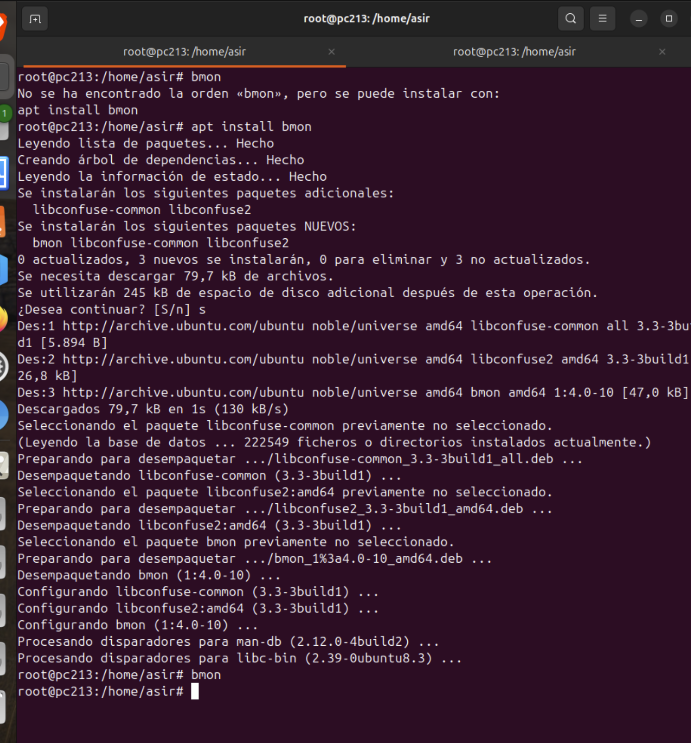 root@pc213: /home/asir
root@pc213: /home/asir
root@pc213: /home/asir
root@pc213:/home/asir# bmon
No se ha encontrado la orden «bmon», pero se puede instalar con:
apt install bmon
root@pc213:/home/asir# apt install bmon
Leyendo lista de paquetes... Hecho
Creando árbol de dependencias... Hecho
Leyendo la información de estado... Hecho
Se instalarán los siguientes paquetes adicionales:
libconfuse-common libconfuse2
Se instalarán los siguientes paquetes NUEVOS:
bmon libconfuse-common libconfuse2
0 actualizados, 3 nuevos se instalarán, 0 para eliminar y 3 no actualizados.
Se necesita descargar 79,7 kB de archivos.
Se utilizarán 245 kB de espacio de disco adicional después de esta operación.
¿Desea continuar? [S/n] s
Des:1 http://archive.ubuntu.com/ubuntu noble/universe amd64 libconfuse-common all 3.3-3bu
d1 [5.894 B]
Des:2 http://archive.ubuntu.com/ubuntu noble/universe amd64 libconfuse2 amd64 3.3-3build1
26,8 kB]
Des:3 http://archive.ubuntu.com/ubuntu noble/universe amd64 bmon amd64 1:4.0-10 [47,0 kB]
Descargados 79,7 kB en 1s (130 kB/s)
Seleccionando el paquete libconfuse-common previamente no seleccionado.
(Leyendo la base de datos ... 222549 ficheros o directorios instalados actualmente.)
Preparando para desempaquetar .../libconfuse-common_3.3-3build1_all.deb ...
Desempaquetando libconfuse-common (3.3-3build1) ...
Seleccionando el paquete libconfuse2:amd64 previamente no seleccionado.
Preparando para desempaquetar .../libconfuse2_3.3-3build1_amd64.deb ...
Desempaquetando libconfuse2:amd64 (3.3-3build1) ...
Seleccionando el paquete bmon previamente no seleccionado.
Preparando para desempaquetar .../bmon_1%3a4.0-10_amd64.deb ...
Desempaquetando bmon (1:4.0-10) ...
Configurando libconfuse-common (3.3-3build1) ...
Configurando libconfuse2:amd64 (3.3-3build1) ...
Configurando bmon (1:4.0-10) ...
Procesando disparadores para man-db (2.12.0-4build2) ...
Procesando disparadores para libc-bin (2.39-0ubuntu8.3) ...
root@pc213:/home/asir# bmon
root@pc213:/home/asir#
1